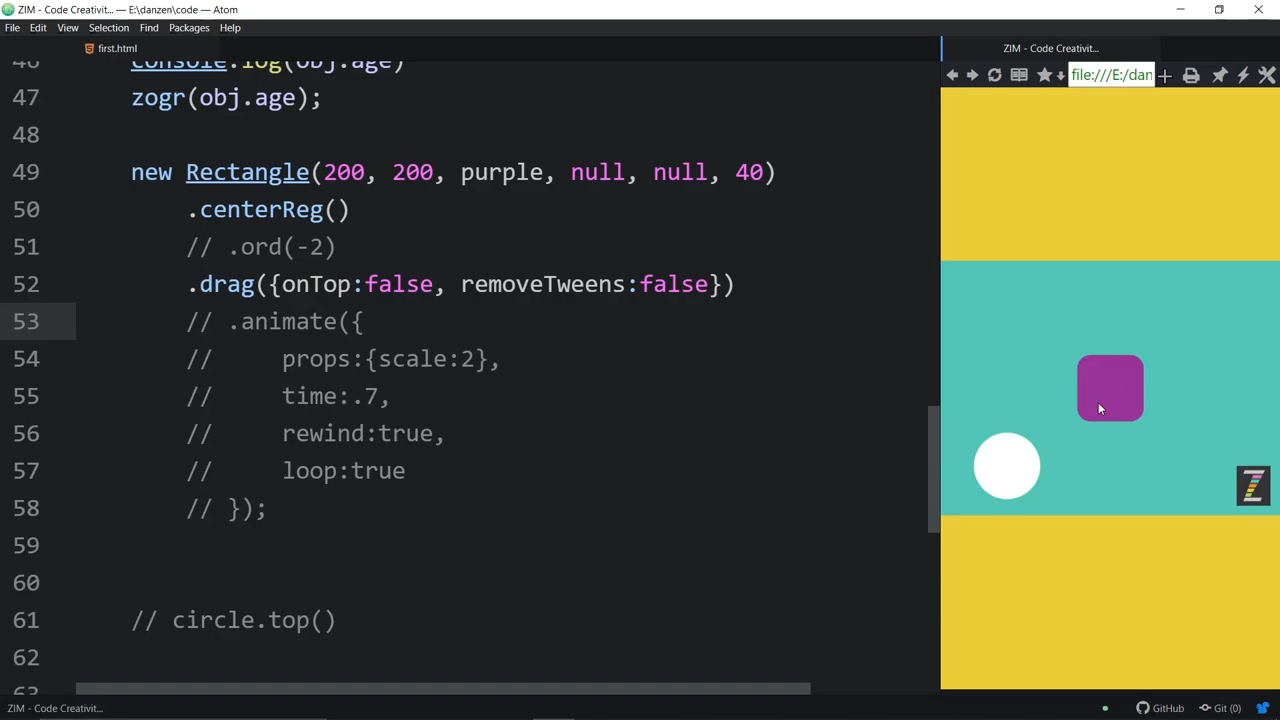 ZIM - Code Creativit... — E:\danzen\code — Atom
File Edit View Selection Find Packages Help
first.html
ZIM - Code Creativit...
file:///E:/dan
46 console.log(obj.age)
47 zogr(obj.age);
48
49 new Rectangle(200, 200, purple, null, null, 40)
50 .centerReg()
51 // .ord(-2)
52 .drag({onTop:false, removeTweens:false})
53 // .animate({
54 // props:{scale:2},
55 // time:.7,
56 // rewind:true,
57 // loop:true
58 // });
59
60
61 // circle.top()
62
63
Z
ZIM - Code Creativit...
GitHub
Git (0)